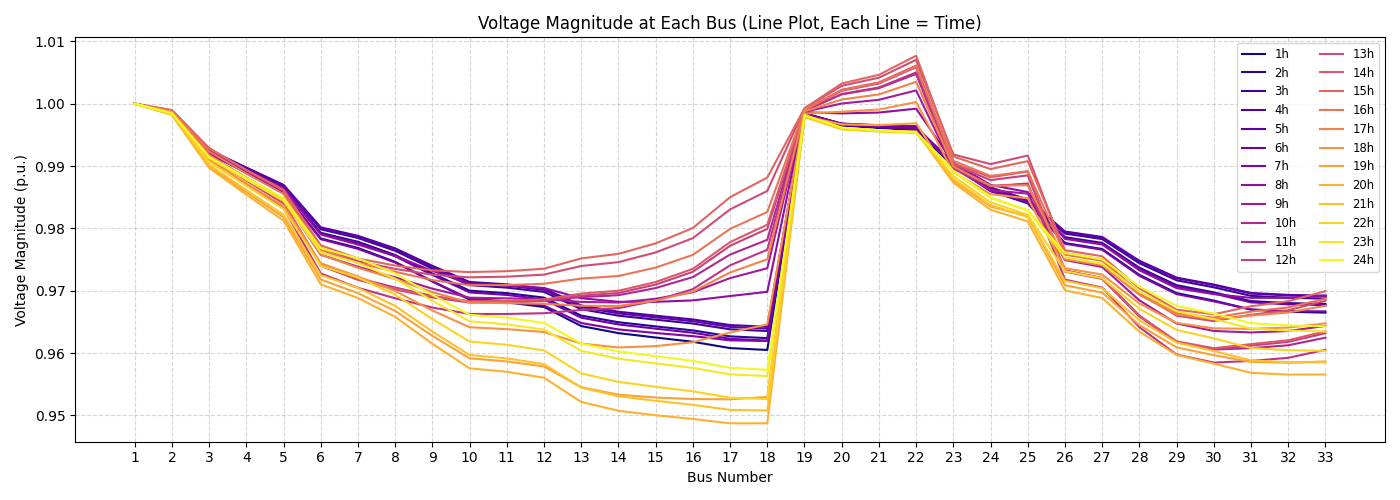 Voltage Magnitude at Each Bus (Line Plot, Each Line = Time)
Voltage Magnitude (p.u.)
1.01
1.00
0.99
0.98
0.97
0.96
0.95
1h 13h
2h 14h
3h 15h
4h 16h
5h 17h
6h 18h
7h 19h
8h 20h
9h 21h
10h 22h
11h 23h
12h 24h
1 2 3 4 5 6 7 8 9 10 11 12 13 14 15 16 17 18 19 20 21 22 23 24 25 26 27 28 29 30 31 32 33
Bus Number